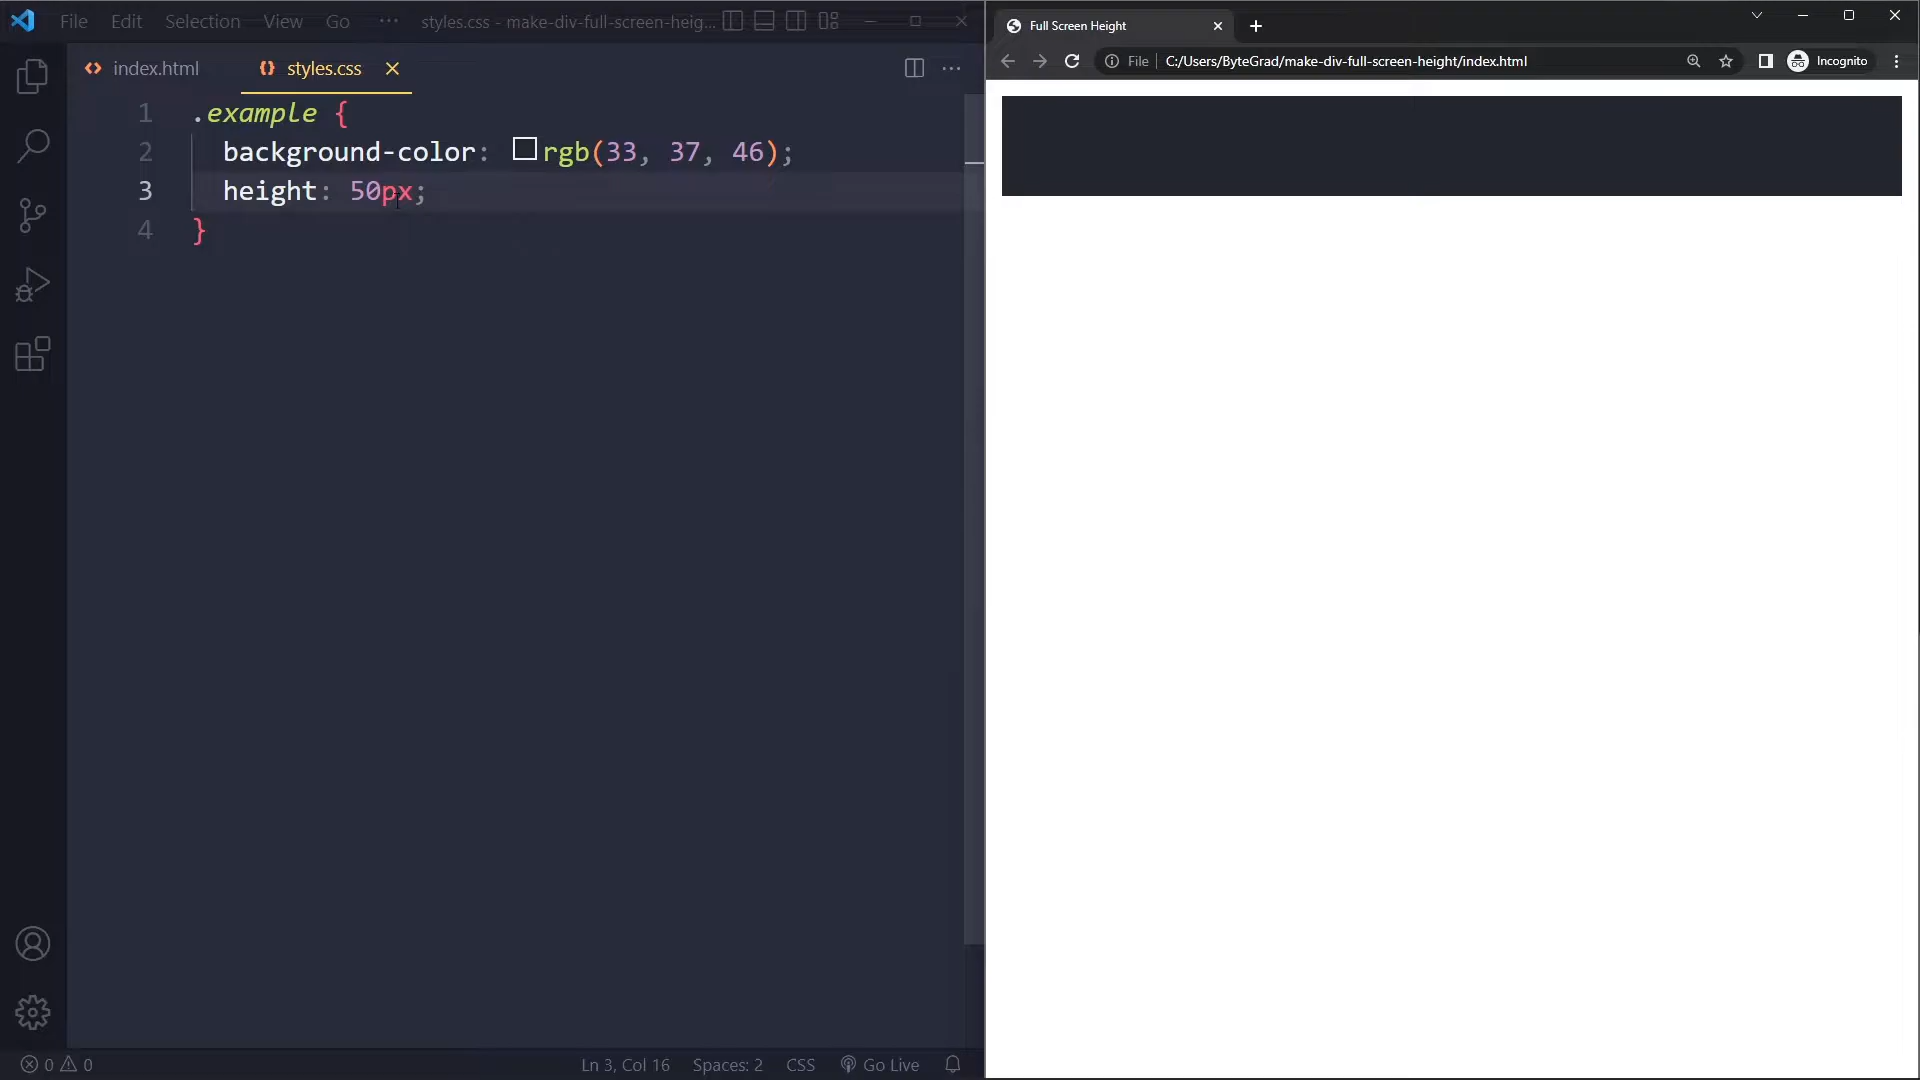 File Edit Selection View Go ··· styles.css - make-div-full-screen-heig...
index.html styles.css
1 .example {
2 background-color: rgb(33, 37, 46);
3 height: 50px;
4 }
0 0 Ln 3, Col 16 Spaces: 2 CSS Go Live
Full Screen Height
File C:/Users/ByteGrad/make-div-full-screen-height/index.html Incognito